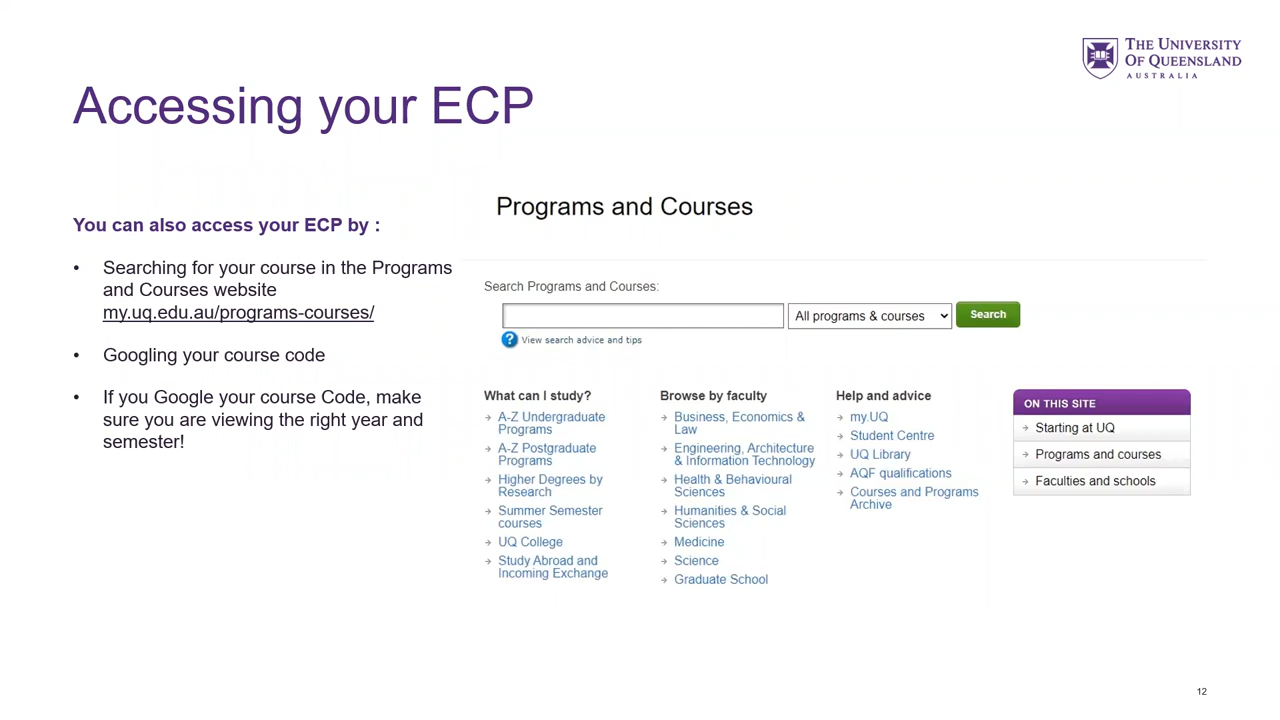 THE UNIVERSITY
OF QUEENSLAND
AUSTRALIA
Accessing your ECP
You can also access your ECP by :
• Searching for your course in the Programs
and Courses website
my.uq.edu.au/programs-courses/
• Googling your course code
• If you Google your course Code, make
sure you are viewing the right year and
semester!
Programs and Courses
Search Programs and Courses:
All programs & courses
Search
? View search advice and tips
What can I study?
A-Z Undergraduate
Programs
A-Z Postgraduate
Programs
Higher Degrees by
Research
Summer Semester
courses
UQ College
Study Abroad and
Incoming Exchange
Browse by faculty
Business, Economics &
Law
Engineering, Architecture
& Information Technology
Health & Behavioural
Sciences
Humanities & Social
Sciences
Medicine
Science
Graduate School
Help and advice
my.UQ
Student Centre
UQ Library
AQF qualifications
Courses and Programs
Archive
ON THIS SITE
Starting at UQ
Programs and courses
Faculties and schools
12